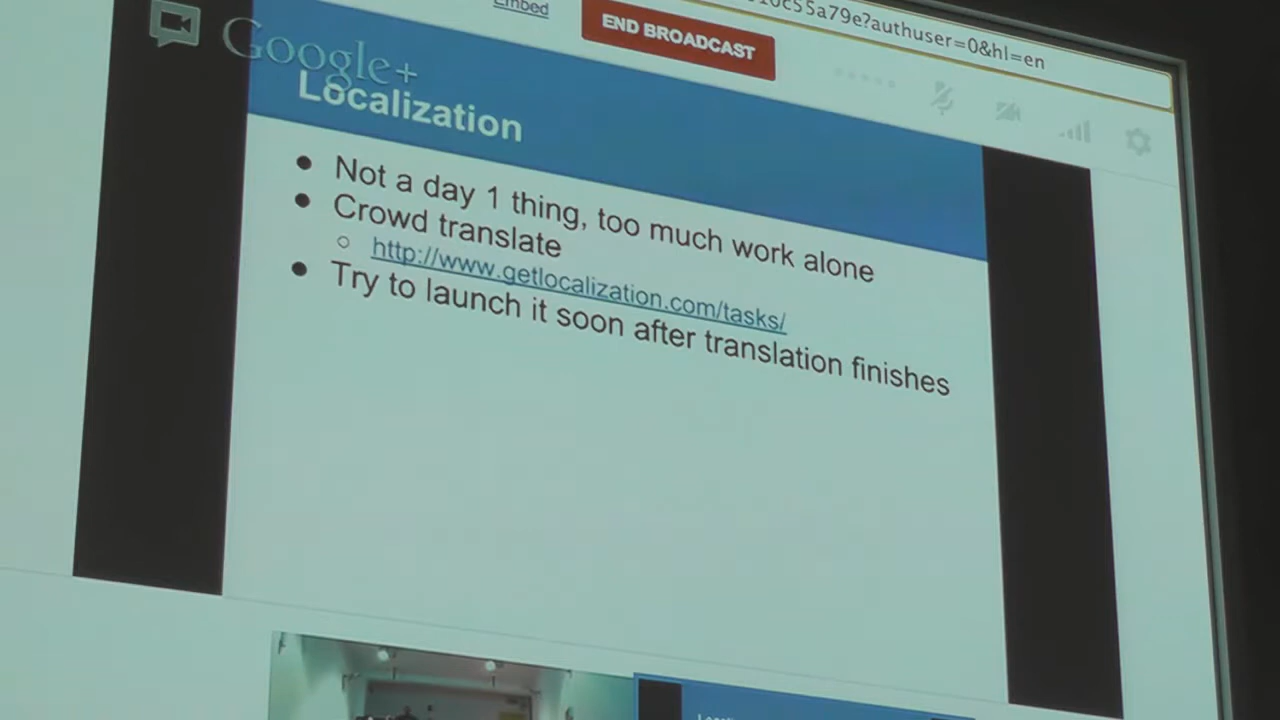 Embed
END BROADCAST
10c55a79e?authuser=0&hl=en
Google+
Localization
Not a day 1 thing, too much work alone
Crowd translate
http://www.getlocalization.com/tasks/
Try to launch it soon after translation finishes